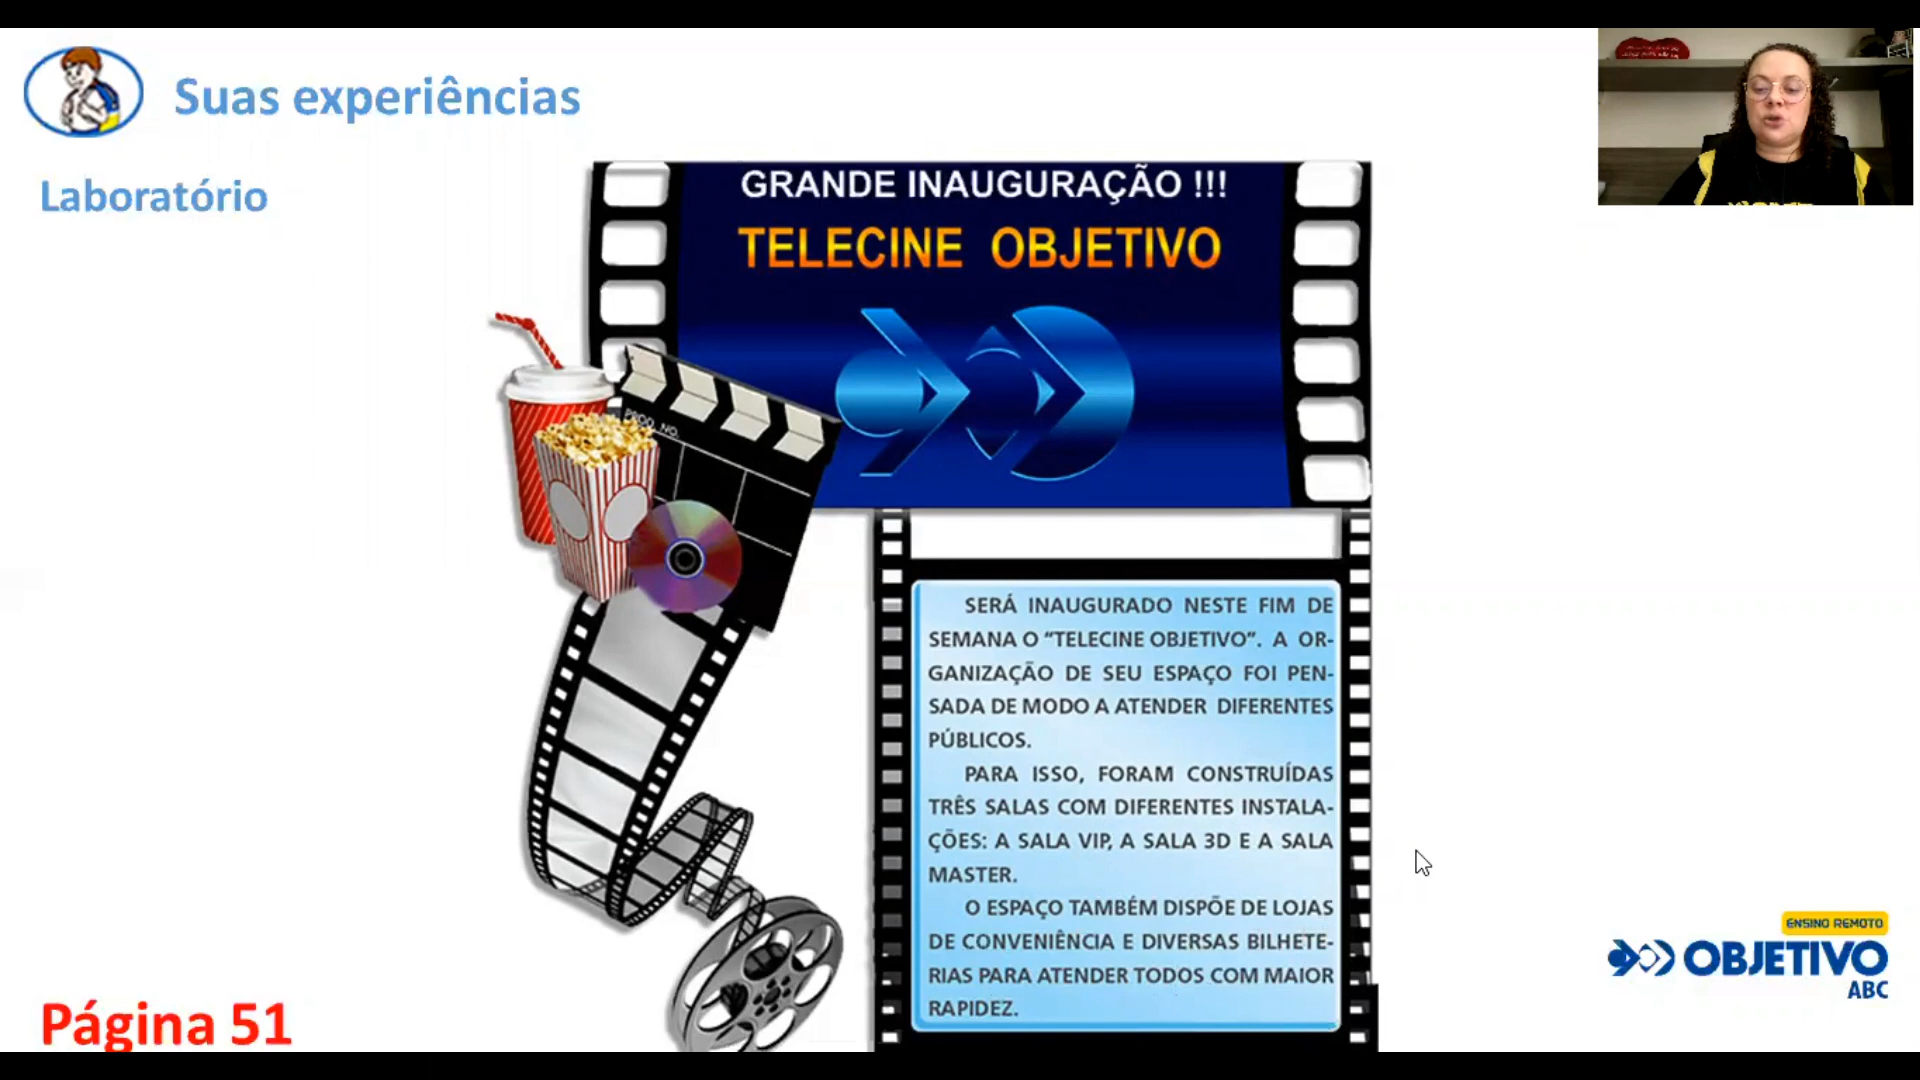 Suas experiências
Laboratório
GRANDE INAUGURAÇÃO !!!
TELECINE OBJETIVO
PROD. NO.
SERÁ INAUGURADO NESTE FIM DE
SEMANA O “TELECINE OBJETIVO”. A OR-
GANIZAÇÃO DE SEU ESPAÇO FOI PEN-
SADA DE MODO A ATENDER DIFERENTES
PÚBLICOS.
PARA ISSO, FORAM CONSTRUÍDAS
TRÊS SALAS COM DIFERENTES INSTALA-
ÇÕES: A SALA VIP, A SALA 3D E A SALA
MASTER.
O ESPAÇO TAMBÉM DISPÕE DE LOJAS
DE CONVENIÊNCIA E DIVERSAS BILHETE-
RIAS PARA ATENDER TODOS COM MAIOR
RAPIDEZ.
ENSINO REMOTO
OBJETIVO
ABC
Página 51